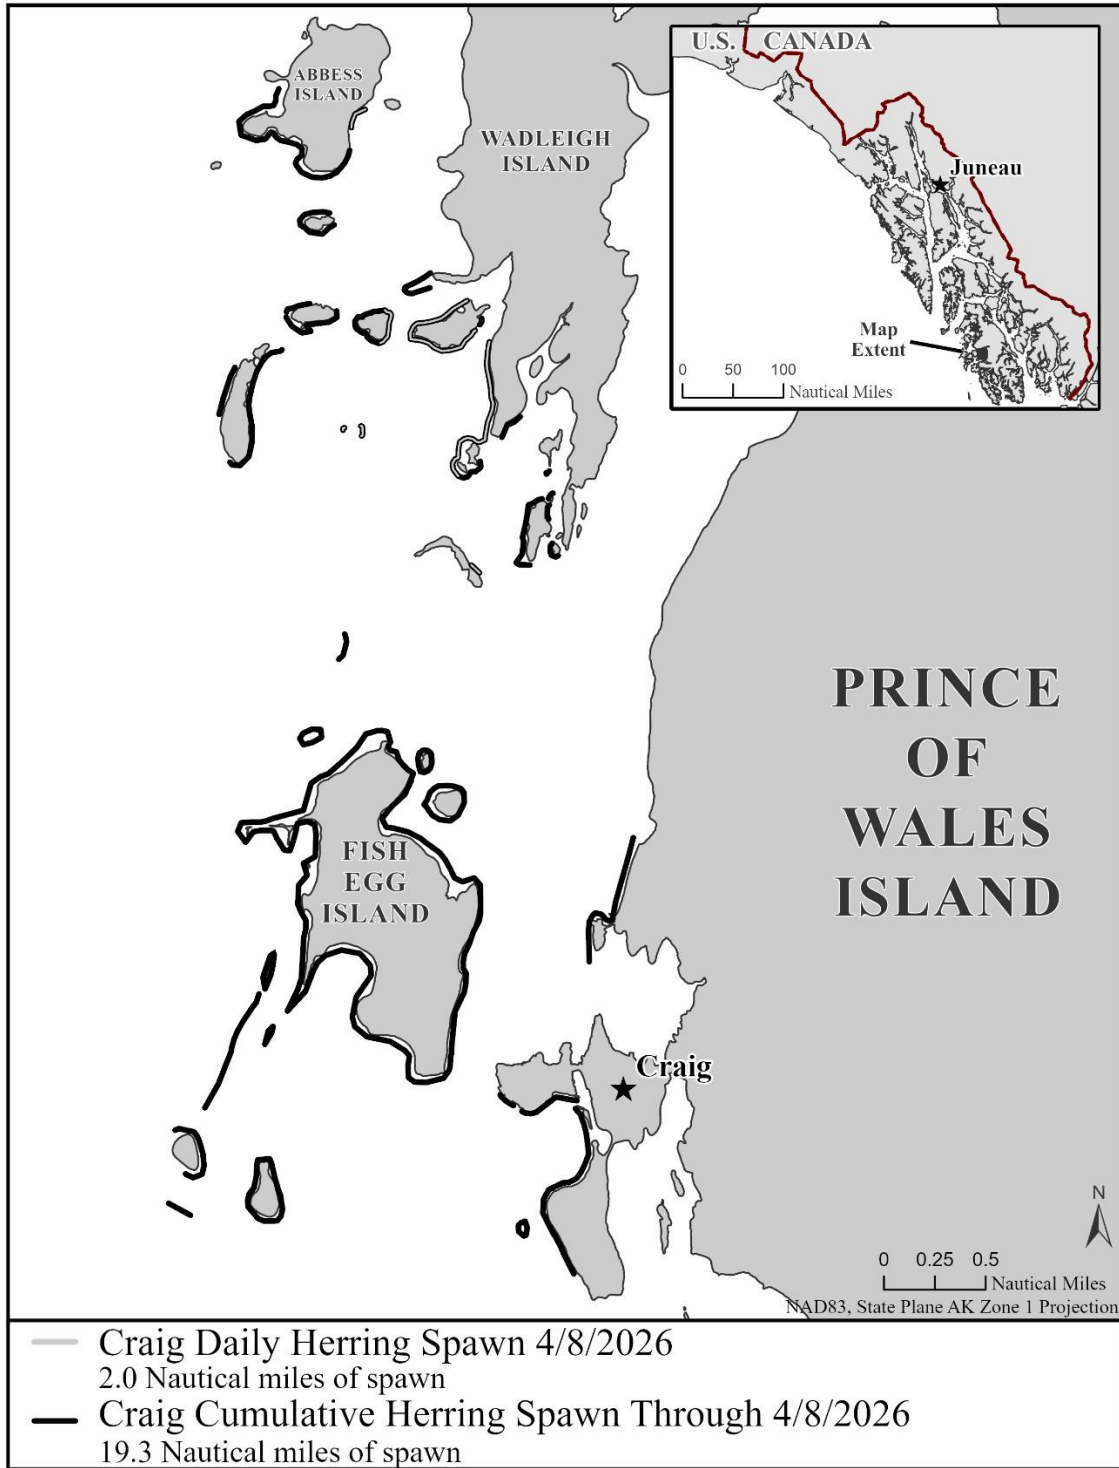 U.S. CANADA
Juneau
Map
Extent
0 50 100
Nautical Miles
ABBESS
ISLAND
WADLEIGH
ISLAND
PRINCE
OF
WALES
ISLAND
FISH
EGG
ISLAND
Craig
N
0 0.25 0.5
Nautical Miles
NAD83, State Plane AK Zone 1 Projection
Craig Daily Herring Spawn 4/8/2026
2.0 Nautical miles of spawn
Craig Cumulative Herring Spawn Through 4/8/2026
19.3 Nautical miles of spawn